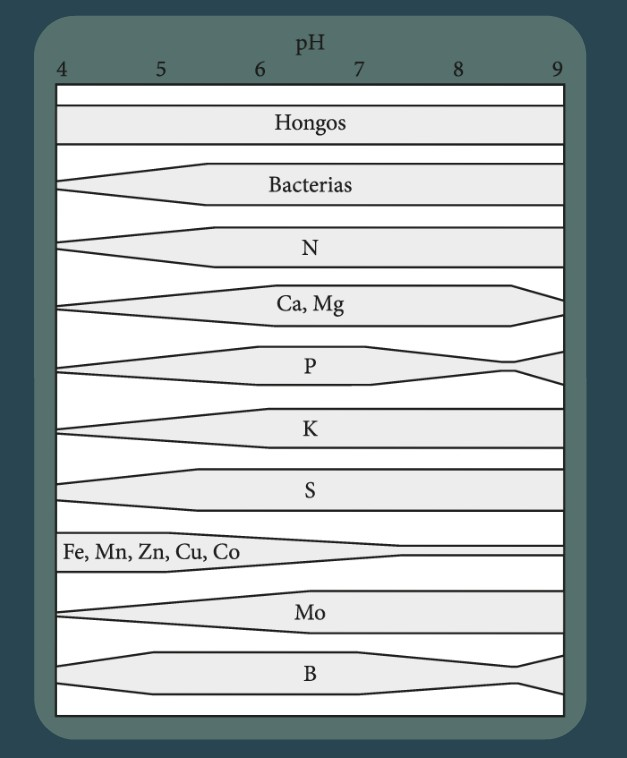 pH
4 5 6 7 8 9
Hongos
Bacterias
N
Ca, Mg
P
K
S
Fe, Mn, Zn, Cu, Co
Mo
B